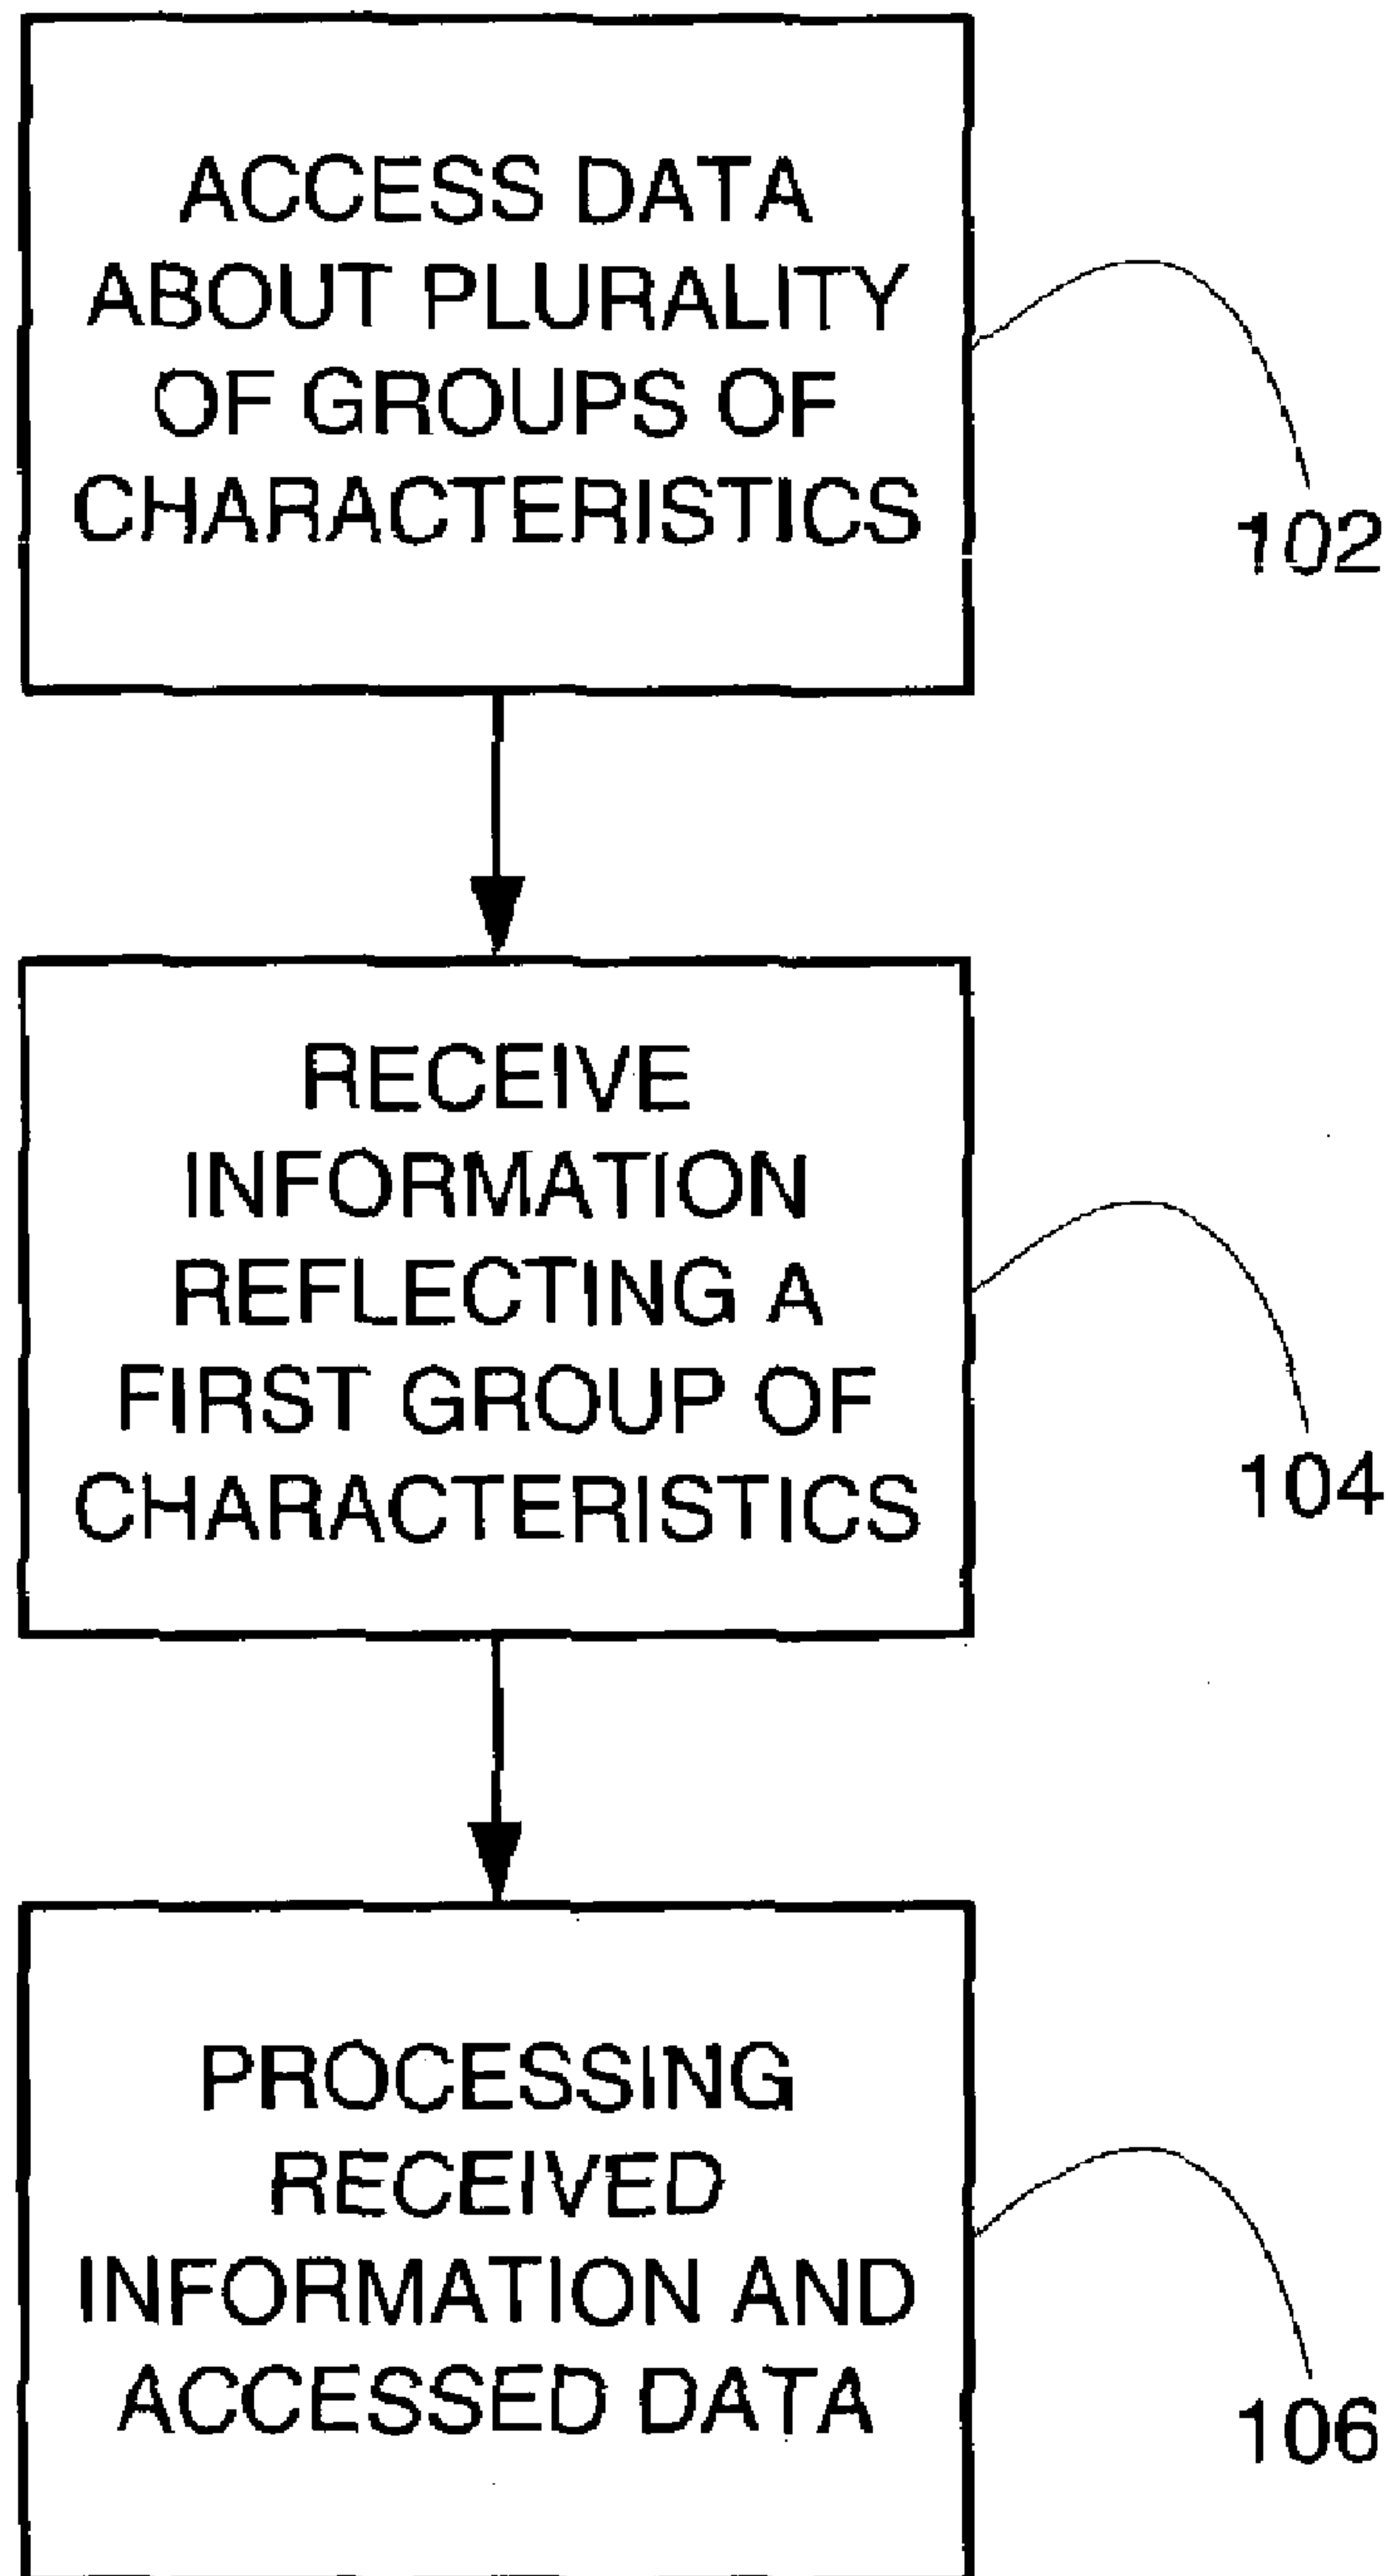 ACCESS DATA
ABOUT PLURALITY
OF GROUPS OF
CHARACTERISTICS
102
RECEIVE
INFORMATION
REFLECTING A
FIRST GROUP OF
CHARACTERISTICS
104
PROCESSING
RECEIVED
INFORMATION AND
ACCESSED DATA
106